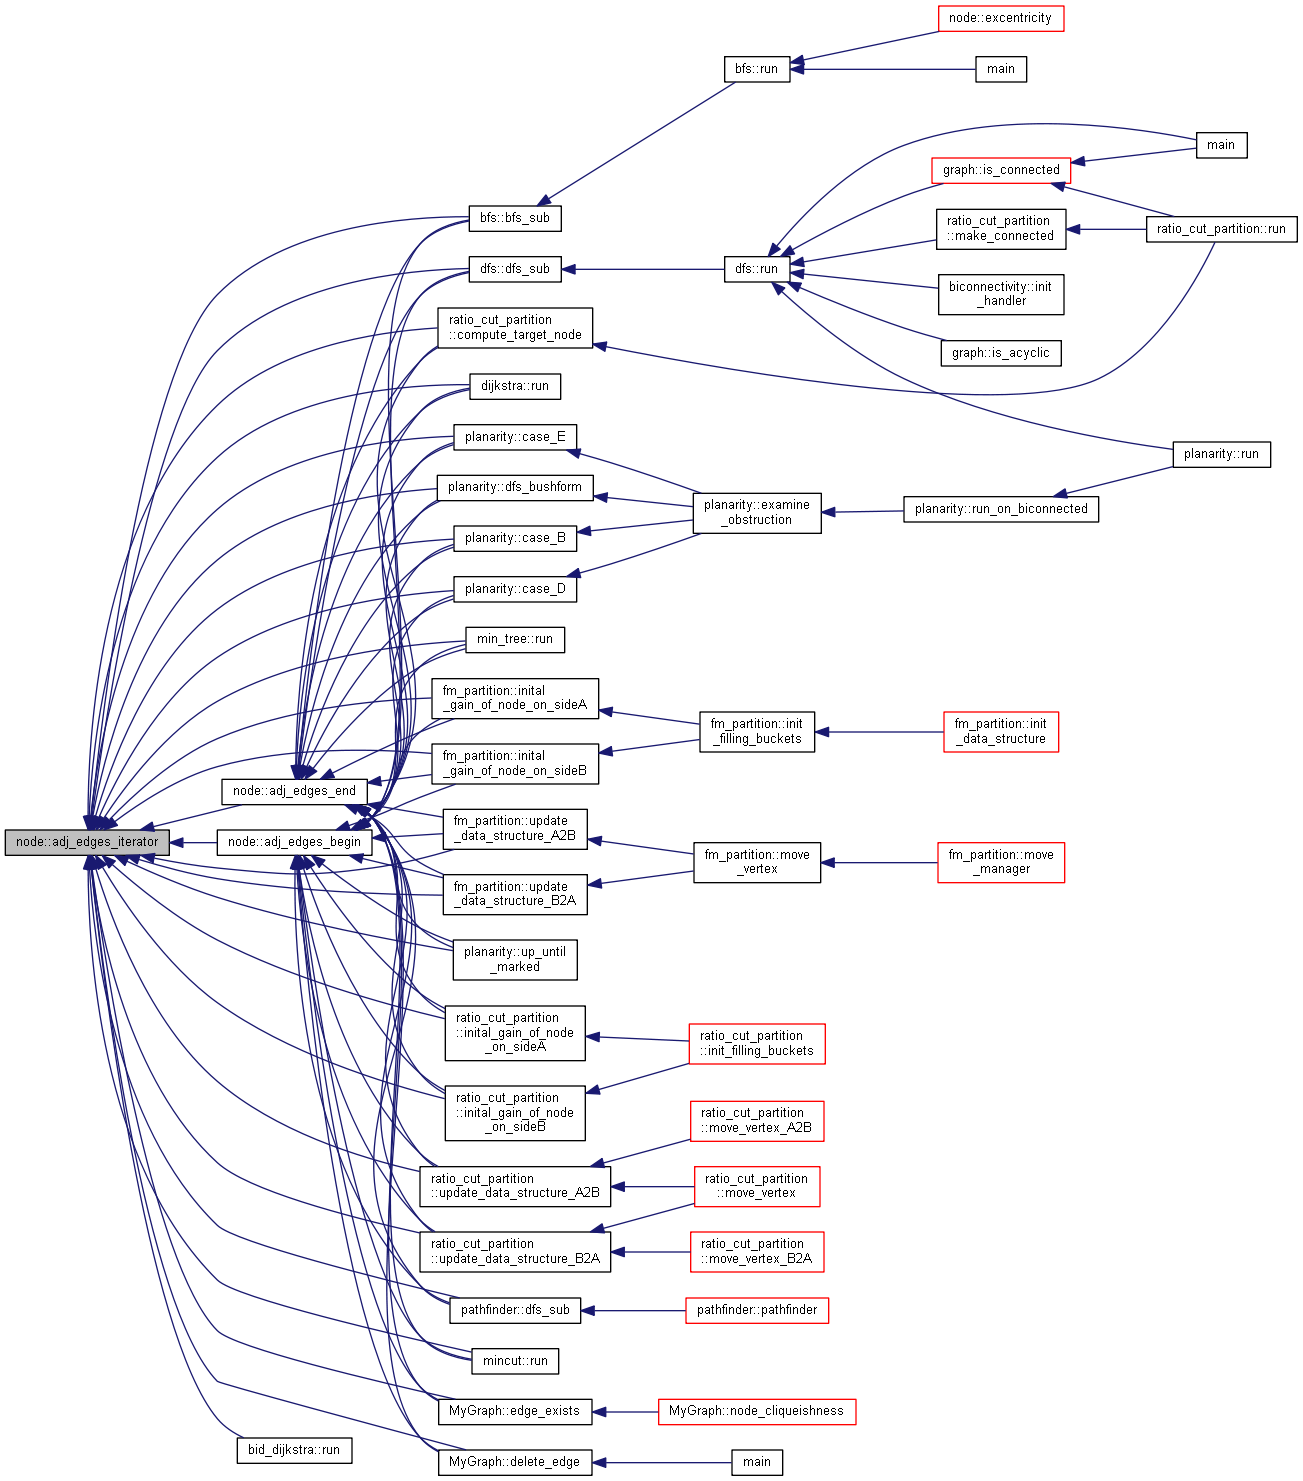 node::excentricity
bfs::run
main
main
graph::is_connected
bfs::bfs_sub
ratio_cut_partition
::make_connected
ratio_cut_partition::run
dfs::dfs_sub
dfs::run
biconnectivity::init
_handler
ratio_cut_partition
::compute_target_node
graph::is_acyclic
dijkstra::run
planarity::case_E
planarity::run
planarity::dfs_bushform
planarity::examine
_obstruction
planarity::run_on_biconnected
planarity::case_B
planarity::case_D
min_tree::run
fm_partition::inital
_gain_of_node_on_sideA
fm_partition::init
_filling_buckets
fm_partition::init
_data_structure
fm_partition::inital
_gain_of_node_on_sideB
node::adj_edges_end
fm_partition::update
_data_structure_A2B
node::adj_edges_iterator
node::adj_edges_begin
fm_partition::move
_vertex
fm_partition::move
_manager
fm_partition::update
_data_structure_B2A
planarity::up_until
_marked
ratio_cut_partition
::inital_gain_of_node
_on_sideA
ratio_cut_partition
::init_filling_buckets
ratio_cut_partition
::inital_gain_of_node
_on_sideB
ratio_cut_partition
::move_vertex_A2B
ratio_cut_partition
::update_data_structure_A2B
ratio_cut_partition
::move_vertex
ratio_cut_partition
::update_data_structure_B2A
ratio_cut_partition
::move_vertex_B2A
pathfinder::dfs_sub
pathfinder::pathfinder
mincut::run
MyGraph::edge_exists
MyGraph::node_cliqueishness
bid_dijkstra::run
MyGraph::delete_edge
main